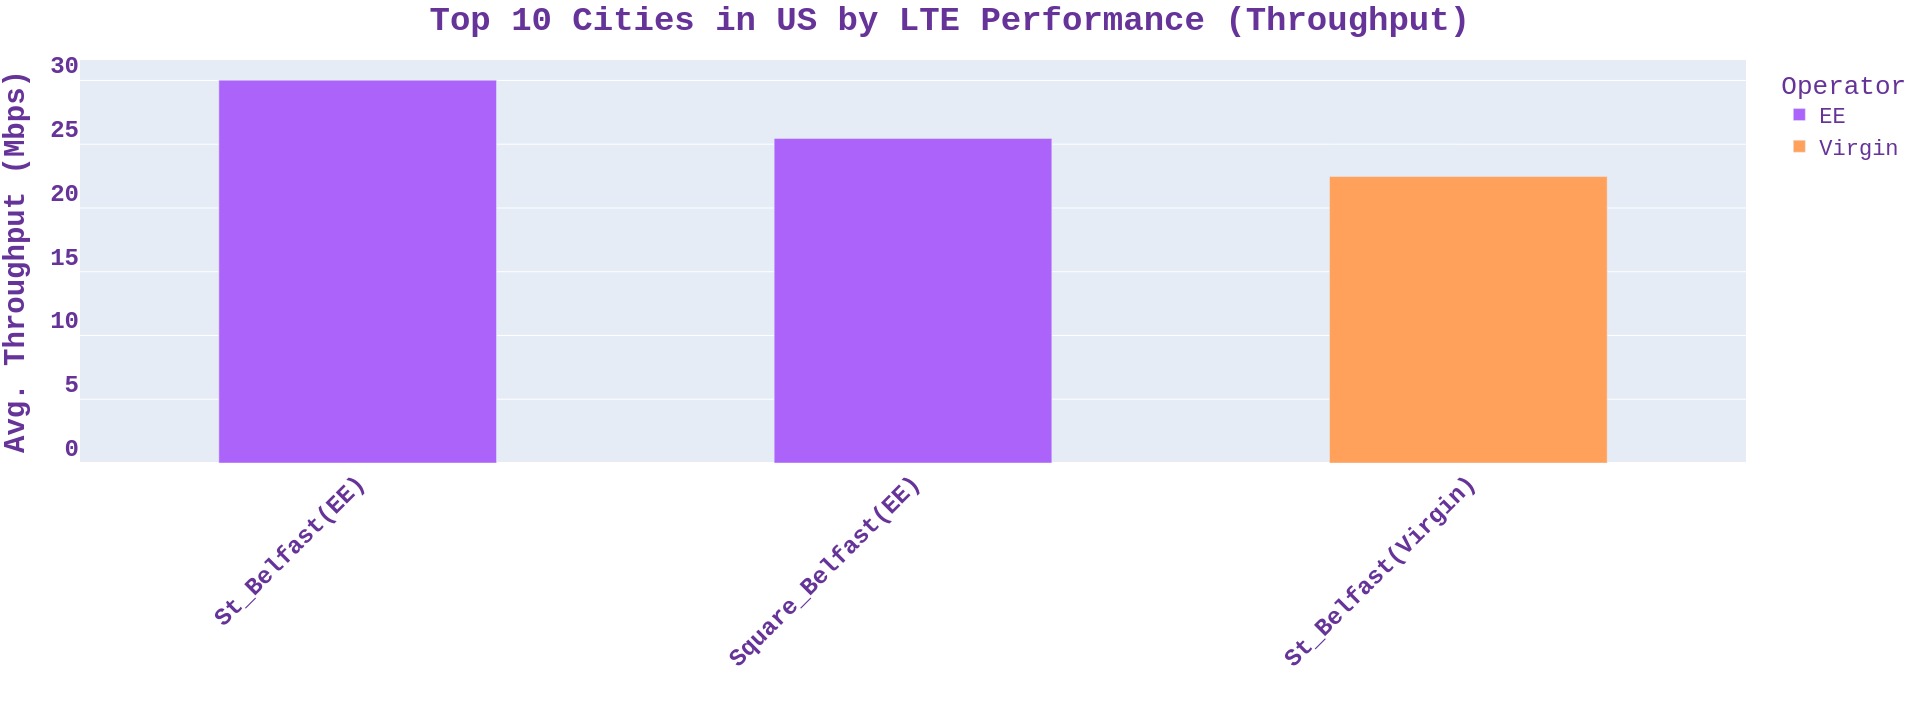 Top 10 Cities in US by LTE Performance (Throughput)
Avg. Throughput (Mbps)
30
25
20
15
10
5
0
St_Belfast(EE)
Square_Belfast(EE)
St_Belfast(Virgin)
Operator
EE
Virgin